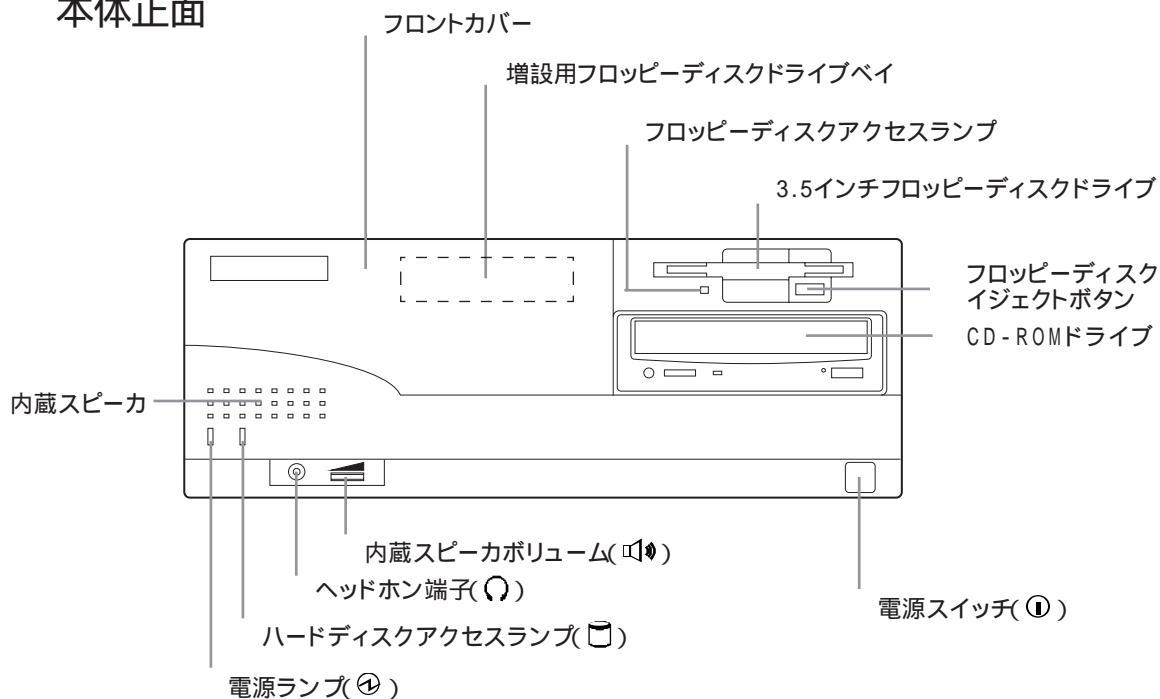 本体正面
フロントカバー
増設用フロッピーディスクドライブベイ
フロッピーディスクアクセスランプ
3.5インチフロッピーディスクドライブ
フロッピーディスク
イジェクトボタン
CD-ROMドライブ
内蔵スピーカ
内蔵スピーカボリューム( )
ヘッドホン端子( )
電源スイッチ( )
ハードディスクアクセスランプ( )
電源ランプ( )